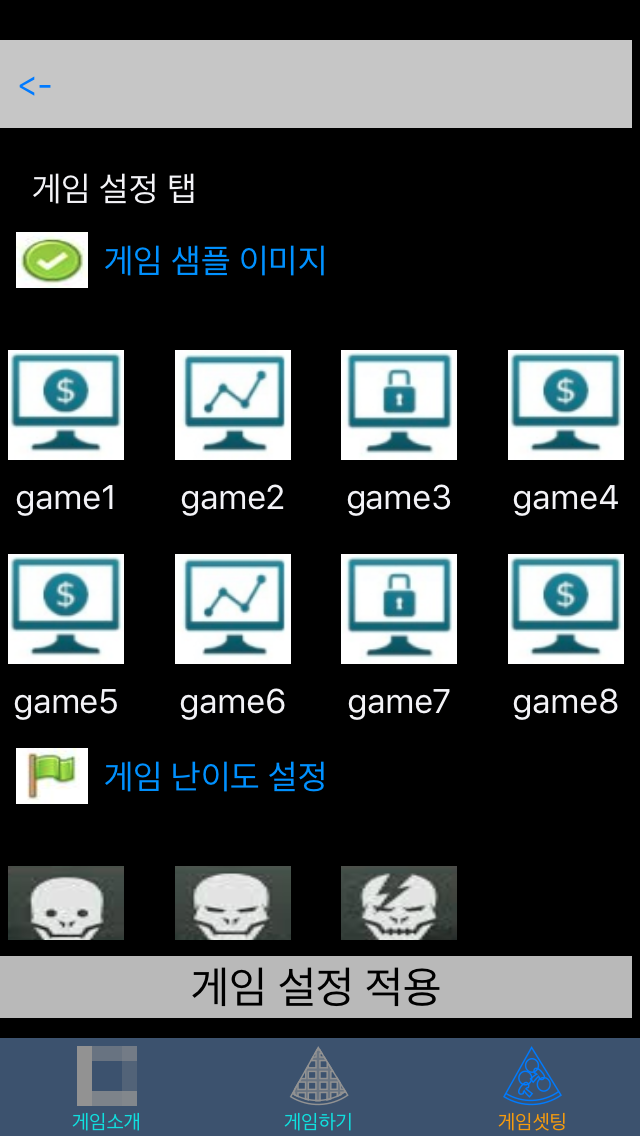 <-
게임 설정 탭
게임 샘플 이미지
$ $
game1 game2 game3 game4
$ $
game5 game6 game7 game8
게임 난이도 설정
게임 설정 적용
게임소개 게임하기 게임셋팅